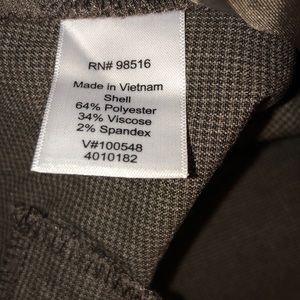 RN# 98516
Made in Vietnam
Shell
64% Polyester
34% Viscose
2% Spandex
V#100548
4010182